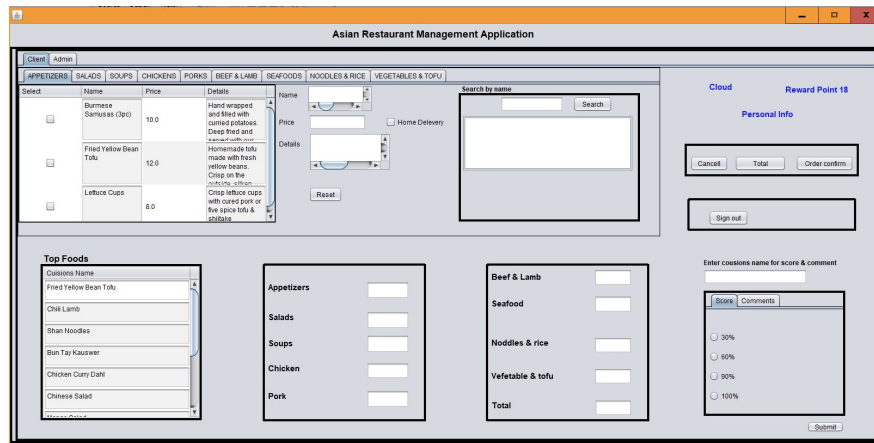 Asian Restaurant Management Application
Client Admin
APPETIZERS SALADS SOUPS CHICKENS PORKS BEEF & LAMB SEAFOODS NOODLES & RICE VEGETABLES & TOFU
Select Name Price Details
Burmese Samusas (3pc) 10.0
Hand wrapped
and filled with
curried potatoes.
Deep fried and
Fried Yellow Bean Tofu 12.0
Homemade tofu
made with fresh
yellow beans.
Crisp on the
Lettuce Cups 8.0
Crisp lettuce cups
with cured pork or
five spice tofu &
shiitake
Name
Price
Home Delevery
Details
Reset
Search by name
Search
Cloud Reward Point 18
Personal Info
Cancell Total Order confirm
Sign out
Top Foods
Cuisions Name
Fried Yellow Bean Tofu
Chili Lamb
Shan Noodles
Bun Tay Kauswer
Chicken Curry Dahl
Chinese Salad
Appetizers
Salads
Soups
Chicken
Pork
Beef & Lamb
Seafood
Noddles & rice
Vefetable & tofu
Total
Enter cousions name for score & comment
Score Comments
30%
60%
90%
100%
Submit